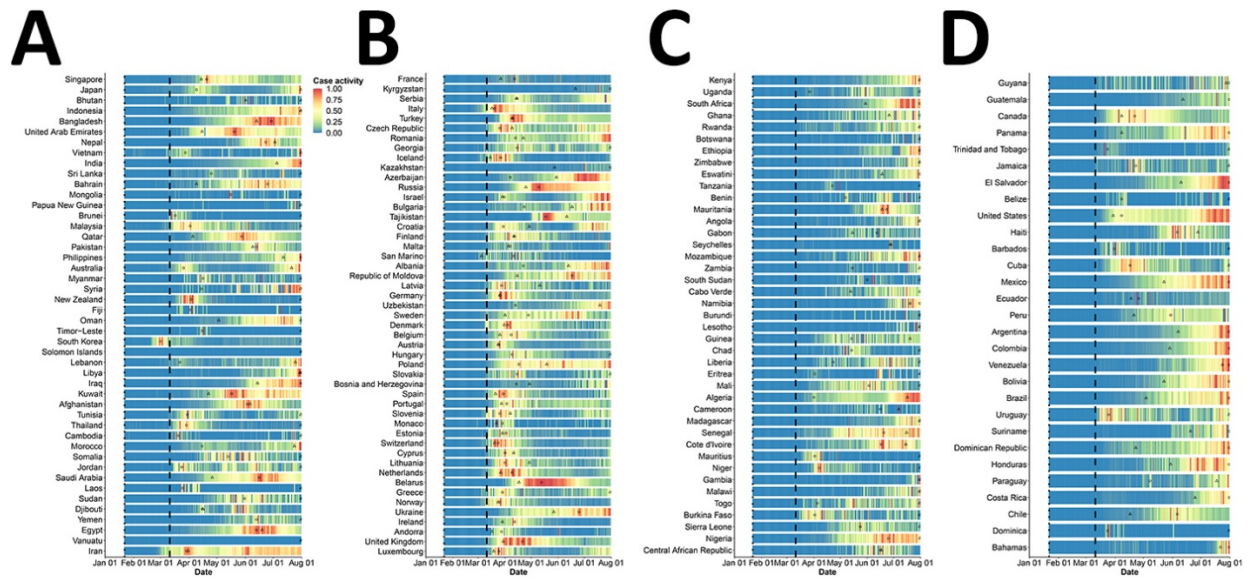 A
B
C
D
Case activity
1.00
0.75
0.50
0.25
0.00
Singapore
Japan
Bhutan
Indonesia
Bangladesh
United Arab Emirates
Nepal
Vietnam
India
Sri Lanka
Bahrain
Mongolia
Papua New Guinea
Brunei
Malaysia
Qatar
Pakistan
Philippines
Australia
Myanmar
Syria
New Zealand
Fiji
Oman
Timor-Leste
South Korea
Solomon Islands
Lebanon
Libya
Iraq
Kuwait
Afghanistan
Tunisia
Thailand
Cambodia
Morocco
Somalia
Jordan
Saudi Arabia
Laos
Sudan
Djibouti
Yemen
Egypt
Vanuatu
Iran
Jan 01 Feb 01 Mar 01 Apr 01 May 01 Jun 01 Jul 01 Aug 01
Date
France
Kyrgyzstan
Serbia
Italy
Turkey
Czech Republic
Romania
Georgia
Iceland
Kazakhstan
Azerbaijan
Russia
Israel
Bulgaria
Tajikistan
Croatia
Finland
Malta
San Marino
Albania
Republic of Moldova
Latvia
Germany
Uzbekistan
Sweden
Denmark
Belgium
Austria
Hungary
Poland
Slovakia
Bosnia and Herzegovina
Spain
Portugal
Slovenia
Monaco
Estonia
Switzerland
Cyprus
Lithuania
Netherlands
Belarus
Greece
Norway
Ukraine
Ireland
Andorra
United Kingdom
Luxembourg
Jan 01 Feb 01 Mar 01 Apr 01 May 01 Jun 01 Jul 01 Aug 01
Date
Kenya
Uganda
South Africa
Ghana
Rwanda
Botswana
Ethiopia
Zimbabwe
Eswatini
Tanzania
Benin
Mauritania
Angola
Gabon
Seychelles
Mozambique
Zambia
South Sudan
Cabo Verde
Namibia
Burundi
Lesotho
Guinea
Chad
Liberia
Eritrea
Mali
Algeria
Cameroon
Madagascar
Senegal
Cote d'Ivoire
Mauritius
Niger
Gambia
Malawi
Togo
Burkina Faso
Sierra Leone
Nigeria
Central African Republic
Jan 01 Feb 01 Mar 01 Apr 01 May 01 Jun 01 Jul 01 Aug 01
Date
Guyana
Guatemala
Canada
Panama
Trinidad and Tobago
Jamaica
El Salvador
Belize
United States
Haiti
Barbados
Cuba
Mexico
Ecuador
Peru
Argentina
Colombia
Venezuela
Bolivia
Brazil
Uruguay
Suriname
Dominican Republic
Honduras
Paraguay
Costa Rica
Chile
Dominica
Bahamas
Jan 01 Feb 01 Mar 01 Apr 01 May 01 Jun 01 Jul 01 Aug 01
Date